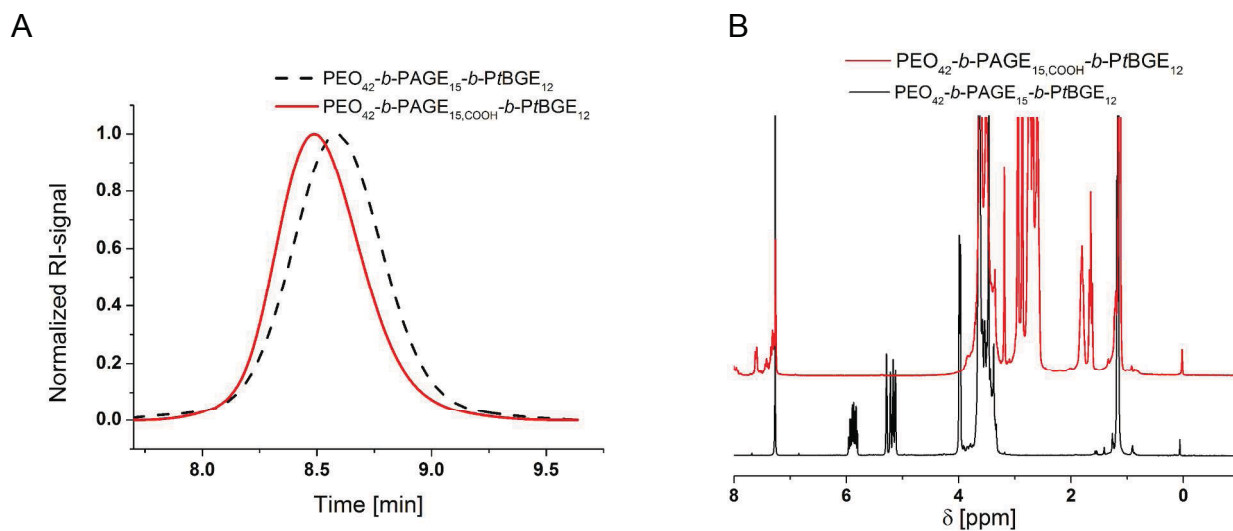 A
PEO42-b-PAGE15-b-PtBGE12
PEO42-b-PAGE15,COOH-b-PtBGE12
Normalized RI-signal
1.0
0.8
0.6
0.4
0.2
0.0
8.0 8.5 9.0 9.5
Time [min]
B
PEO42-b-PAGE15,COOH-b-PtBGE12
PEO42-b-PAGE15-b-PtBGE12
8 6 4 2 0
δ [ppm]